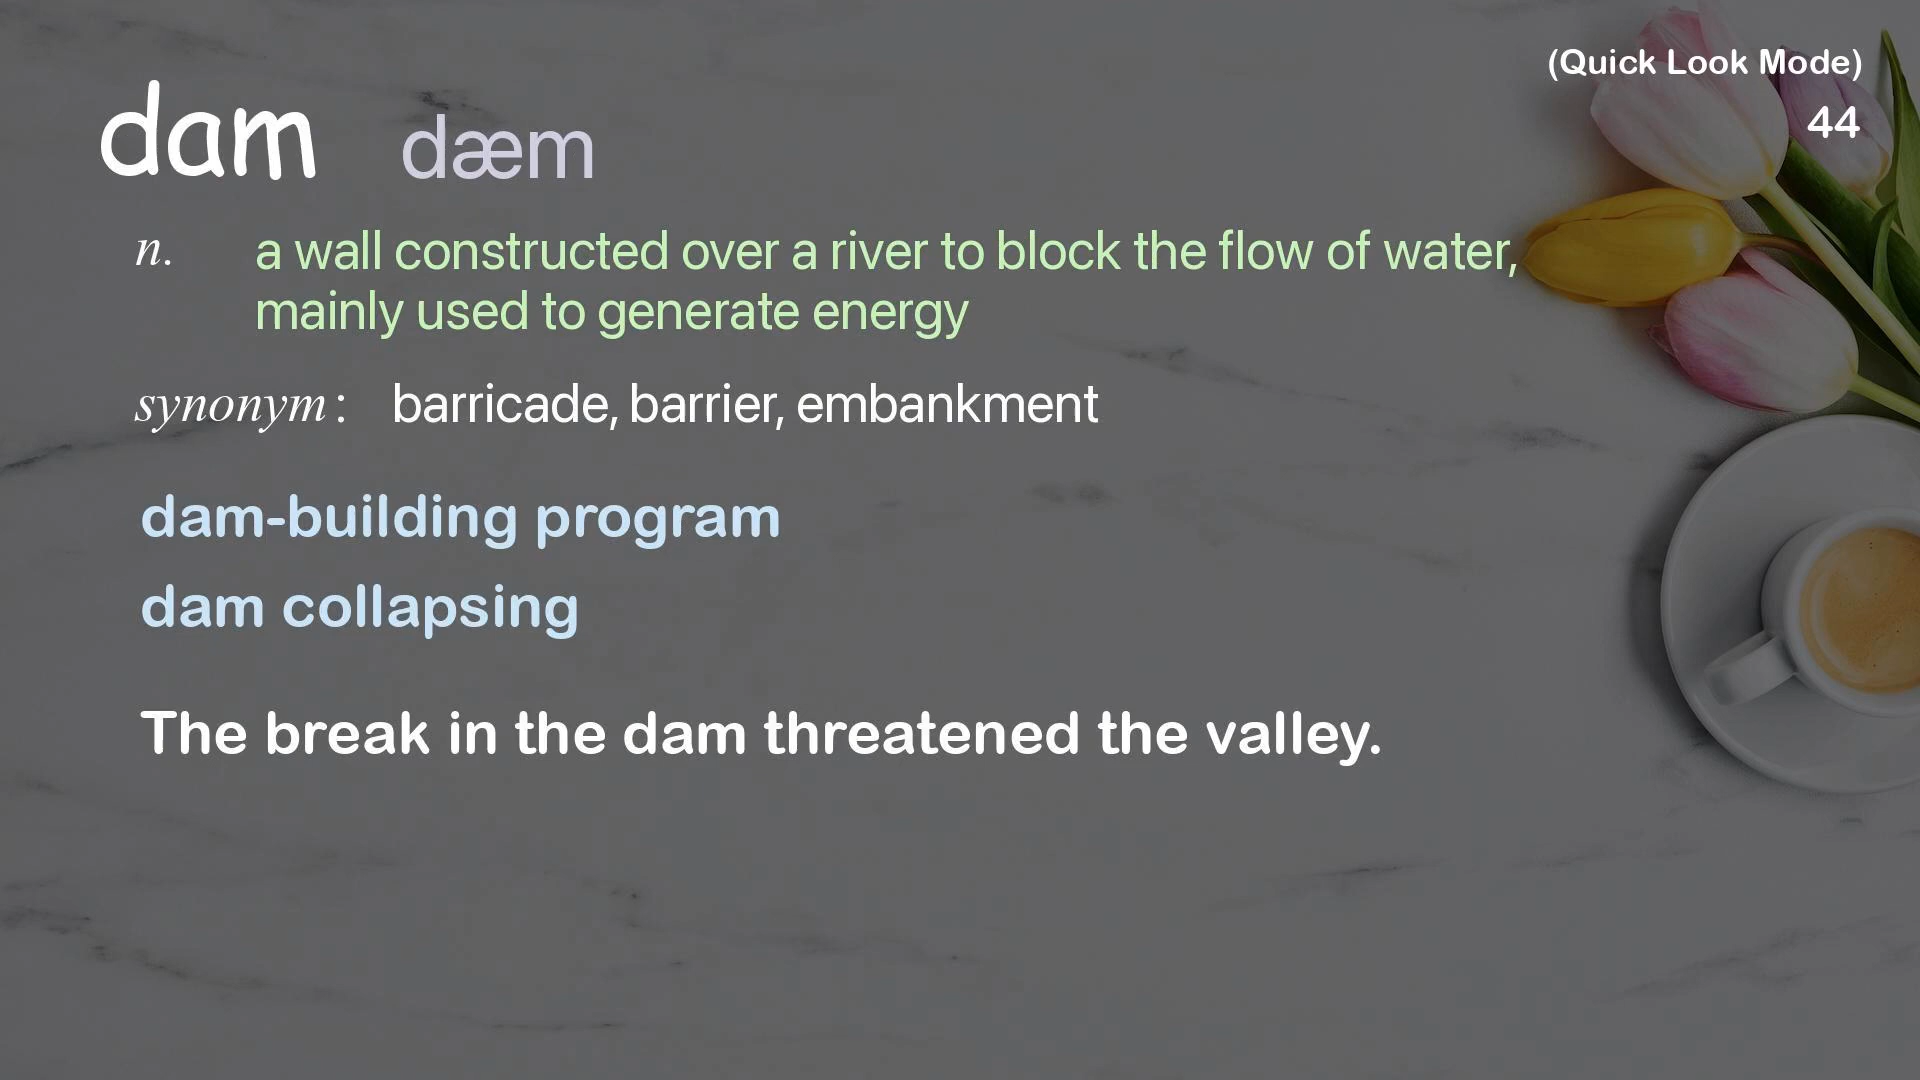 (Quick Look Mode)
44
dam dæm
n. a wall constructed over a river to block the flow of water,
mainly used to generate energy
synonym: barricade, barrier, embankment
dam-building program
dam collapsing
The break in the dam threatened the valley.